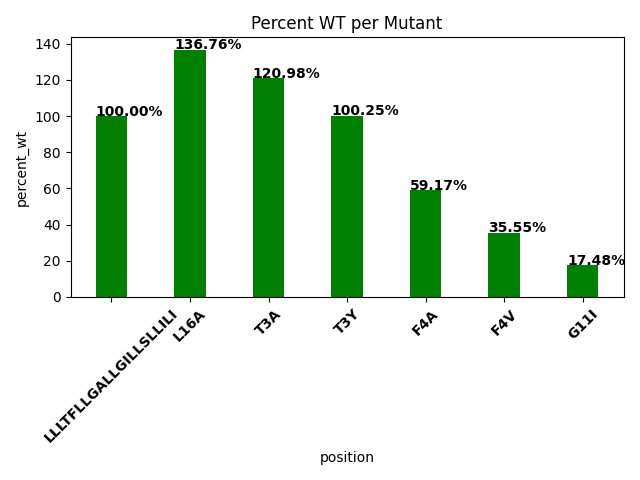 Percent WT per Mutant
percent_wt
140
120
100
80
60
40
20
0
100.00%
136.76%
120.98%
100.25%
59.17%
35.55%
17.48%
LLLTFLLGALLGILLSLLILI
L16A
T3A
T3Y
F4A
F4V
G11I
position